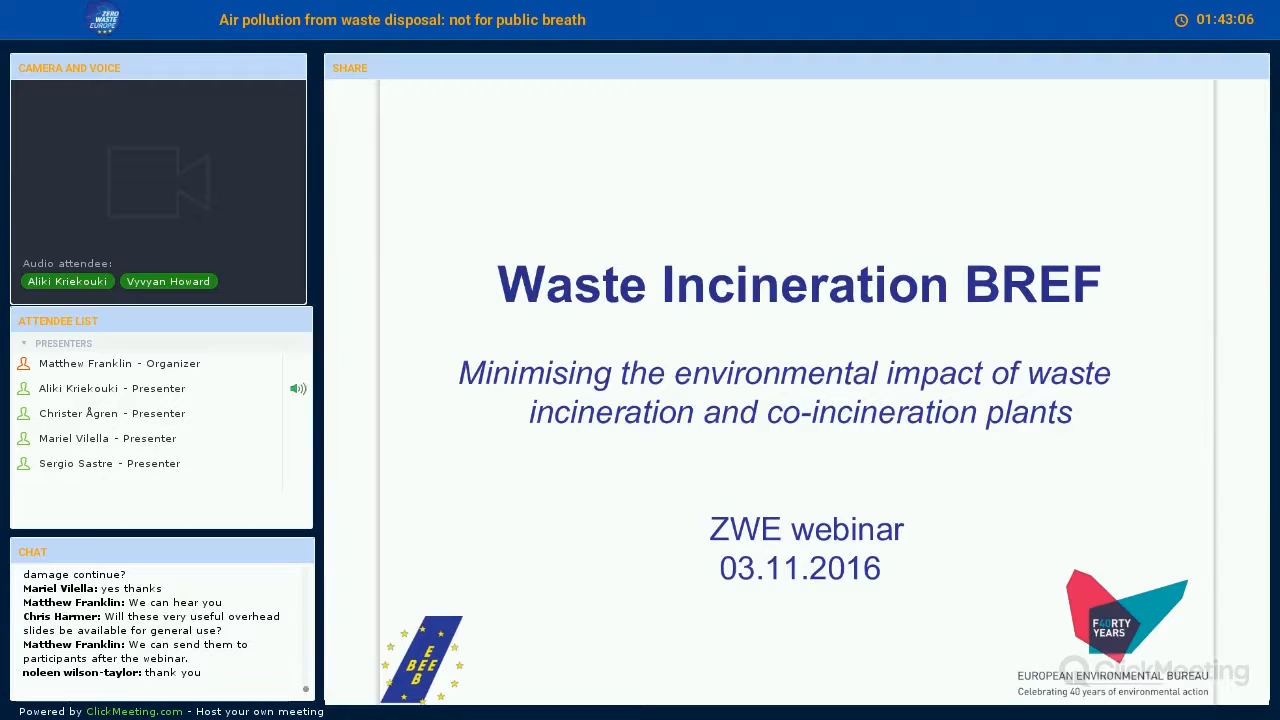 ZERO
WASTE
EUROPE
Air pollution from waste disposal: not for public breath
01:43:06
CAMERA AND VOICE
Audio attendee:
Aliki Kriekouki
Vyvyan Howard
ATTENDEE LIST
PRESENTERS
Matthew Franklin - Organizer
Aliki Kriekouki - Presenter
Christer Ågren - Presenter
Mariel Vilella - Presenter
Sergio Sastre - Presenter
CHAT
damage continue?
Mariel Vilella: yes thanks
Matthew Franklin: We can hear you
Chris Harmer: Will these very useful overhead
slides be available for general use?
Matthew Franklin: We can send them to
participants after the webinar.
noleen wilson-taylor: thank you
SHARE
Waste Incineration BREF
Minimising the environmental impact of waste
incineration and co-incineration plants
ZWE webinar
03.11.2016
E
BEE
E
B
F40RTY
YEARS
EUROPEAN ENVIRONMENTAL BUREAU
Celebrating 40 years of environmental action
ClickMeeting
Powered by ClickMeeting.com - Host your own meeting